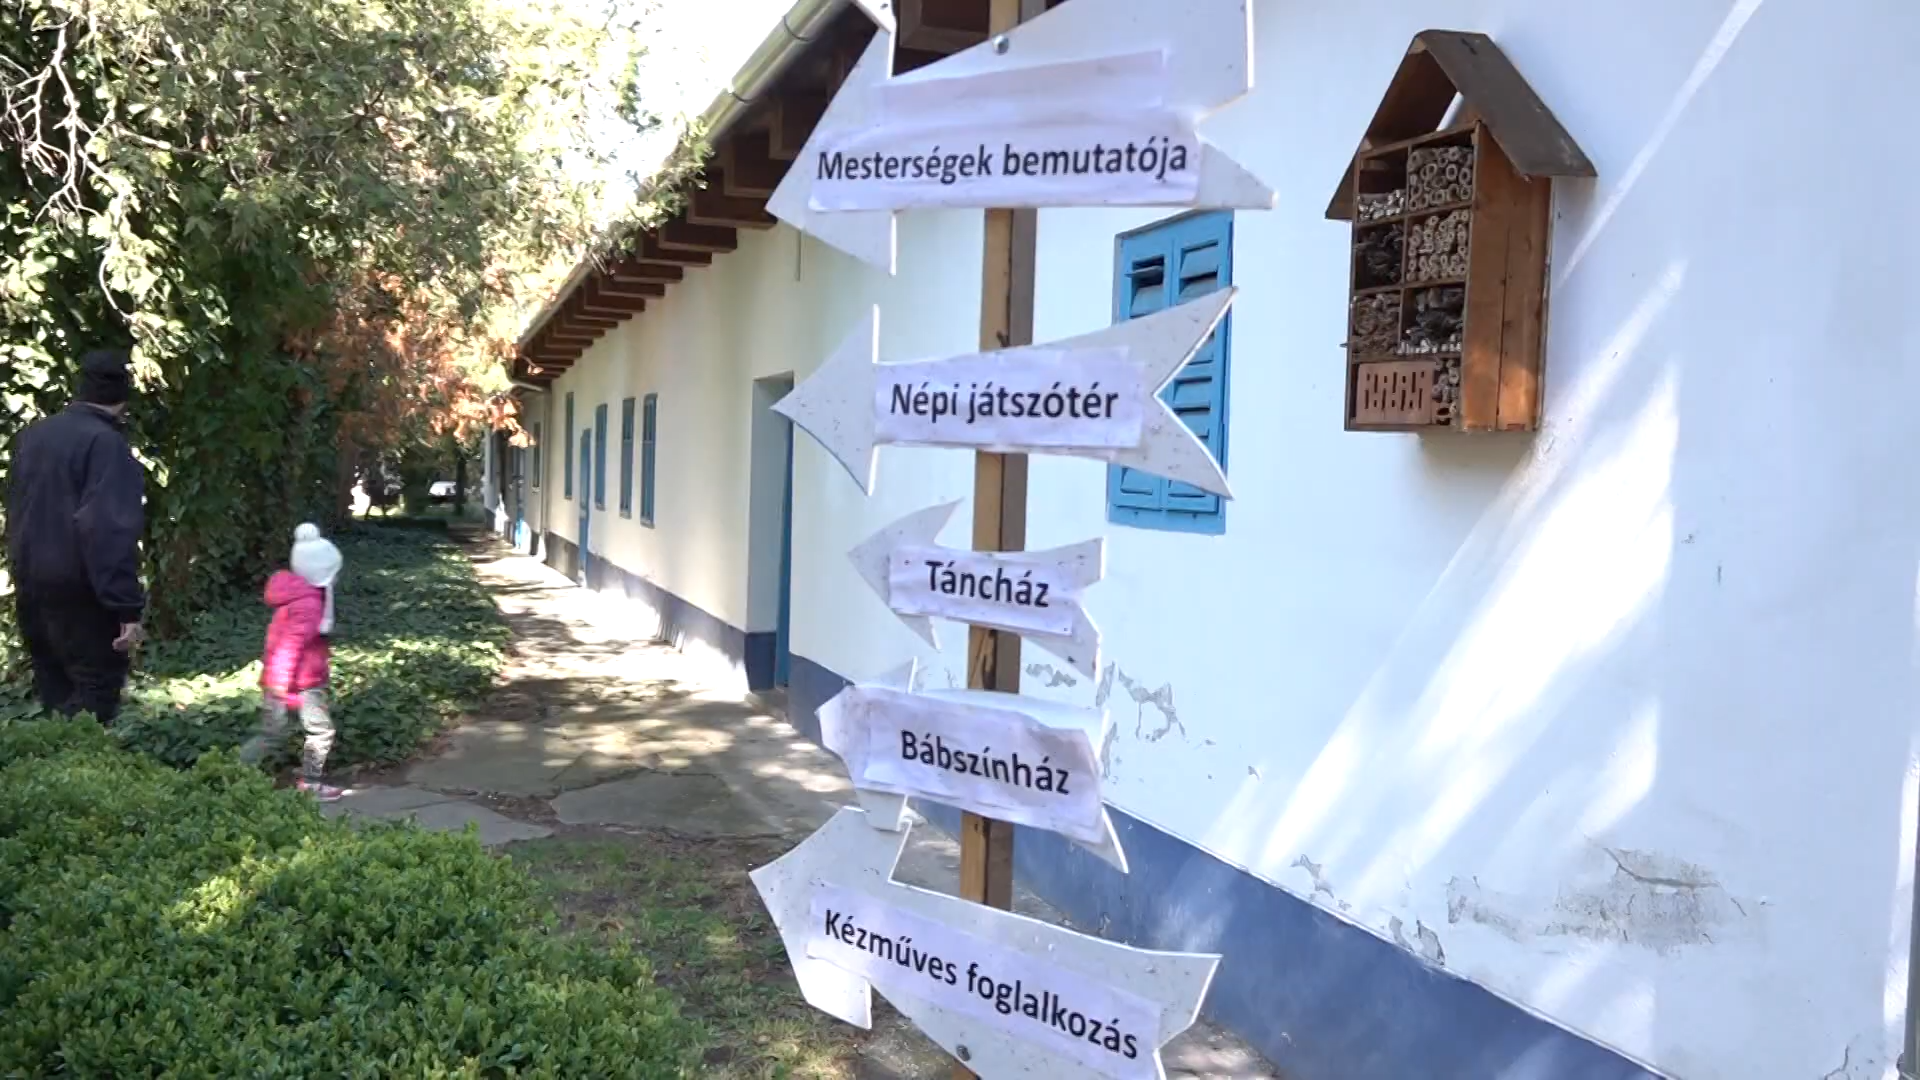 Mesterségek bemutatója
Népi játszótér
Táncház
Bábszínház
Kézműves foglalkozás